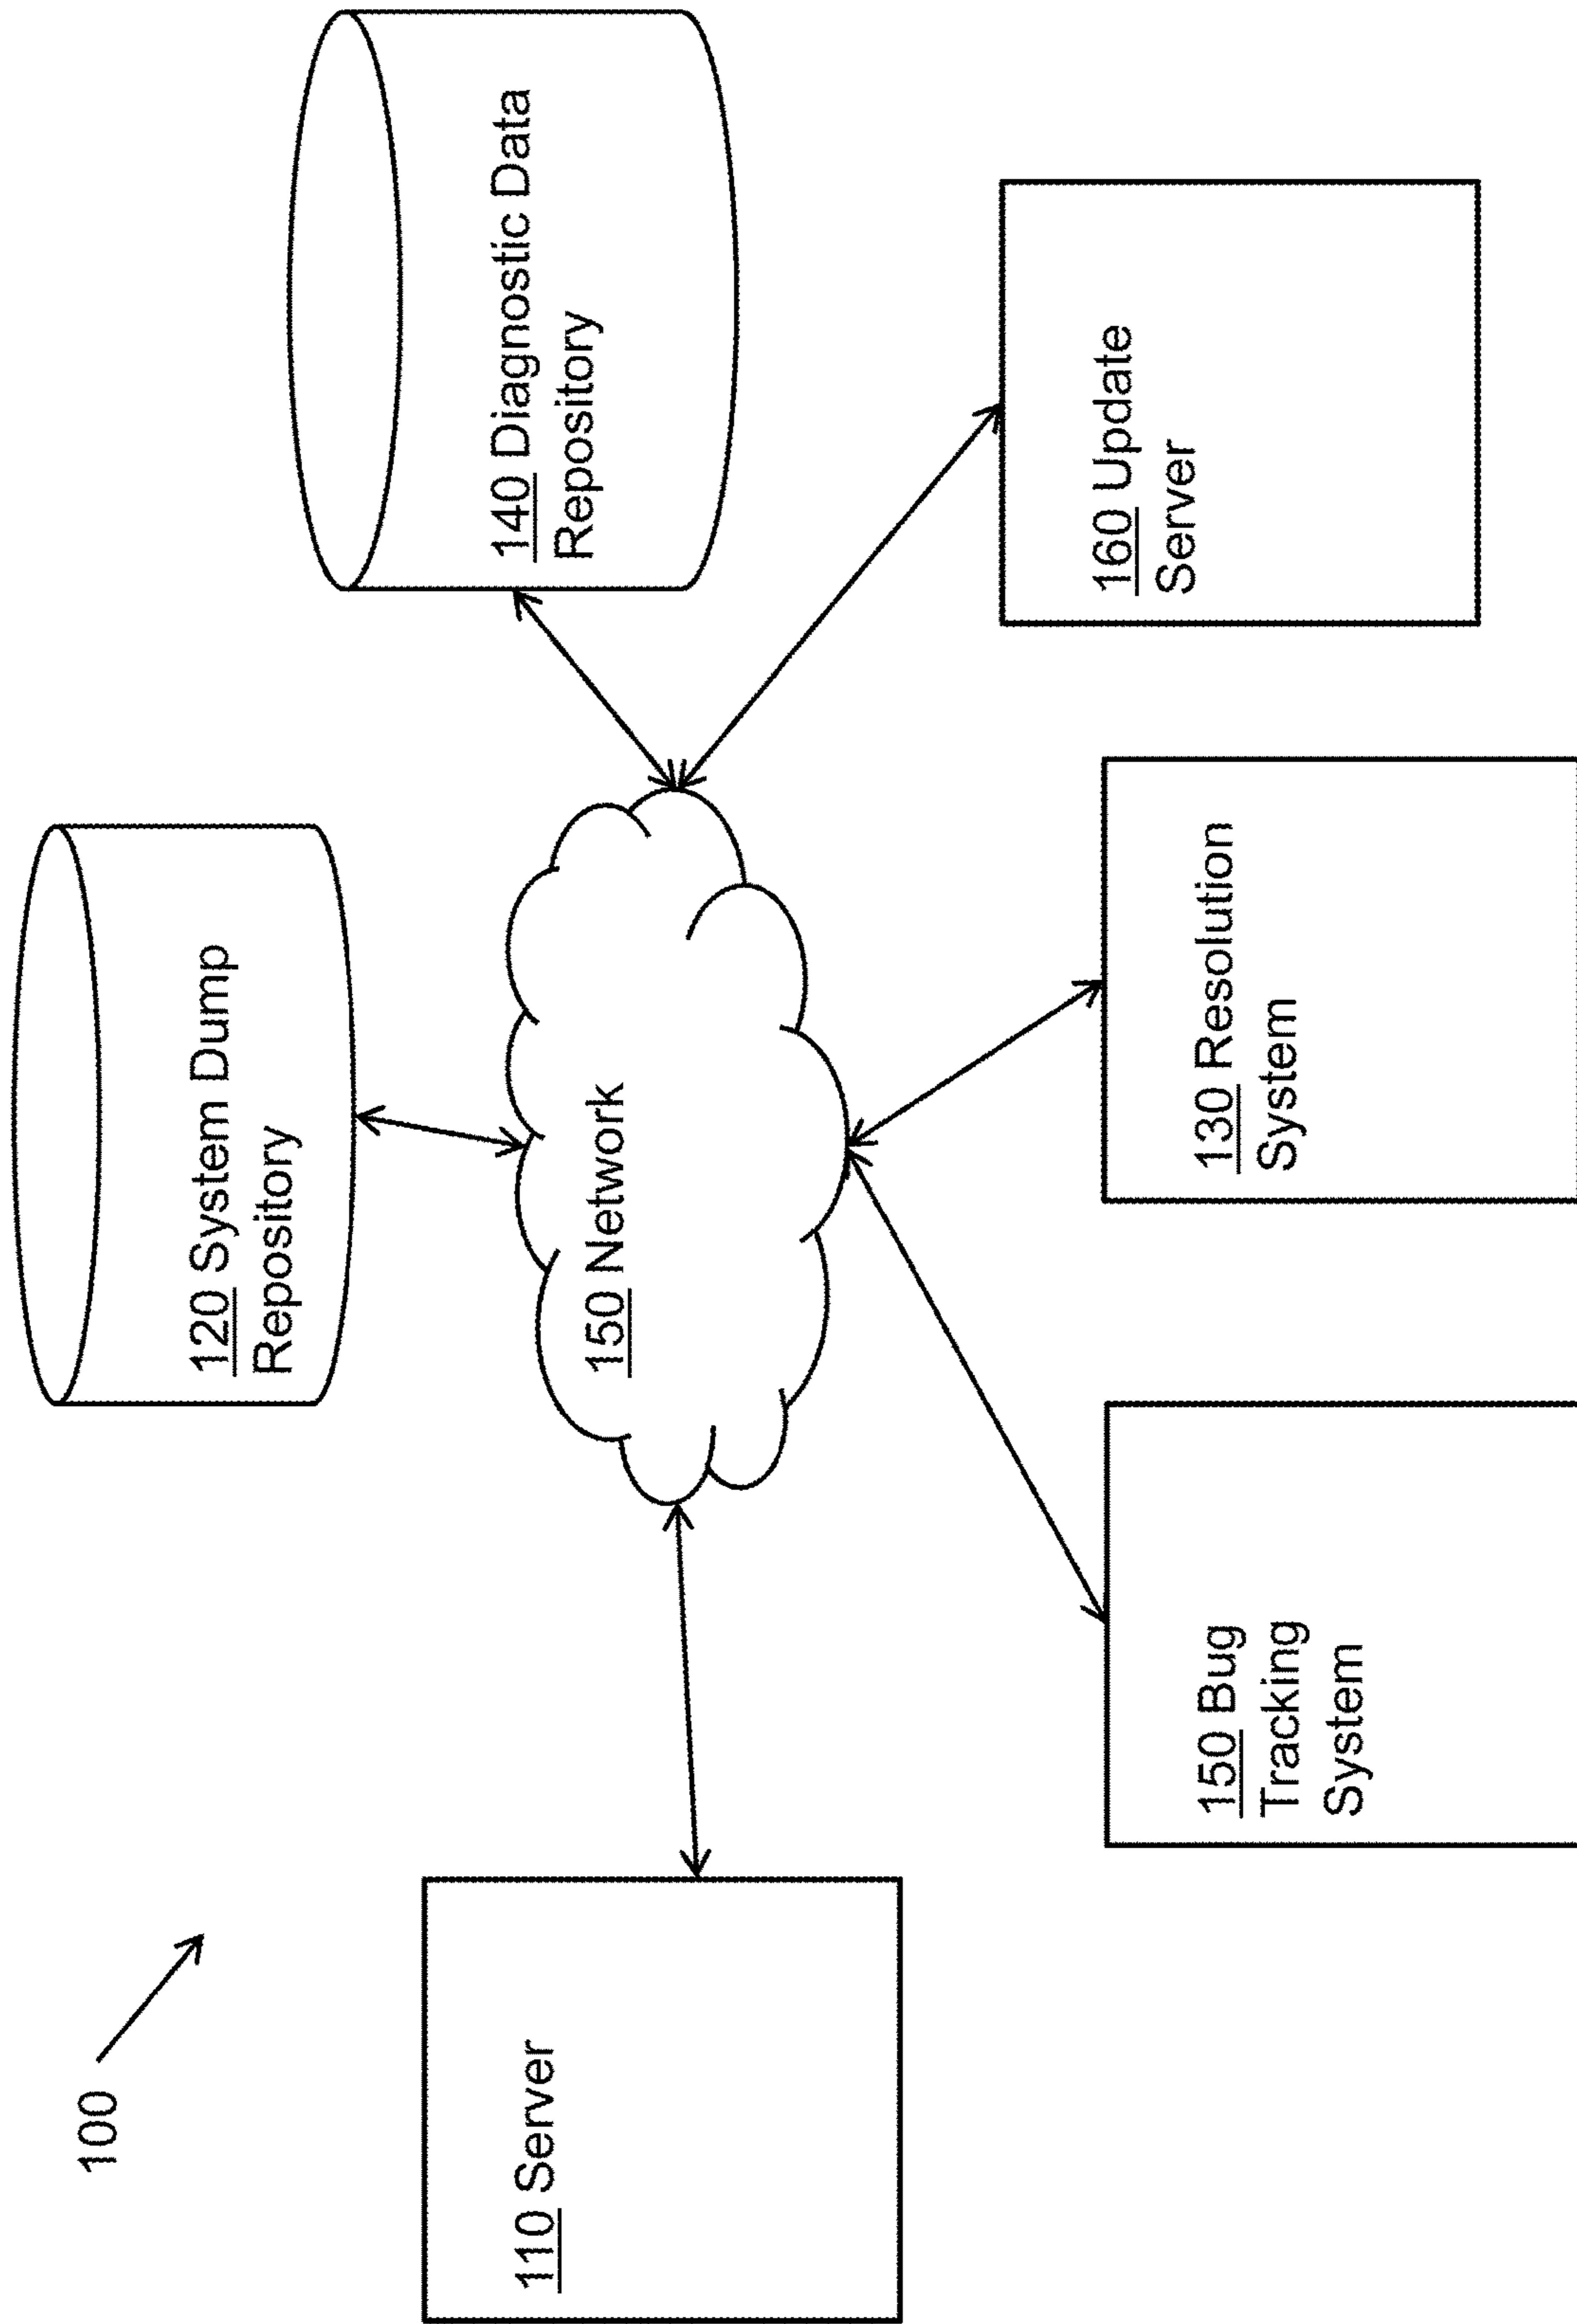 100
120 System Dump
Repository
140 Diagnostic Data
Repository
110 Server
150 Network
150 Bug
Tracking
System
130 Resolution
System
160 Update
Server